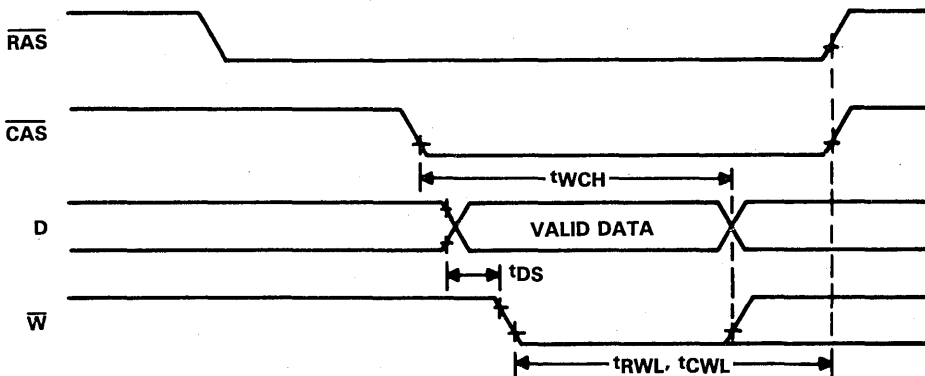 RAS
CAS
tWCH
D
VALID DATA
tDS
W
tRWL, tCWL